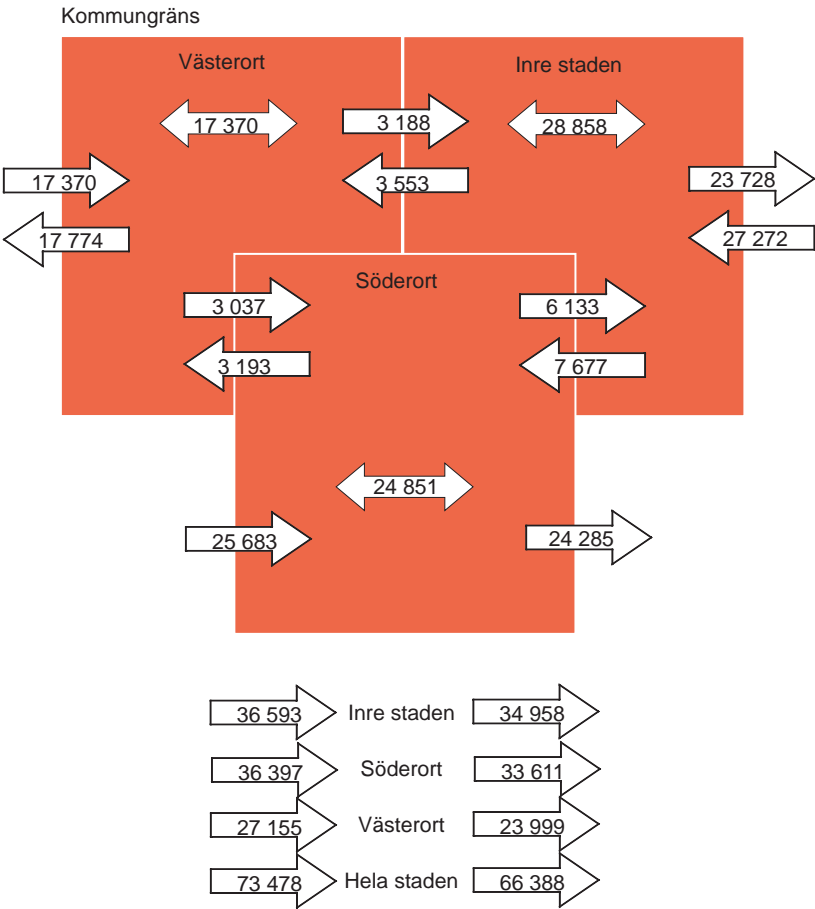 Kommungräns
Västerort
Inre staden
17 370
3 188
28 858
17 370
3 553
23 728
17 774
27 272
Söderort
3 037
6 133
3 193
7 677
24 851
25 683
24 285
36 593 Inre staden 34 958
36 397 Söderort 33 611
27 155 Västerort 23 999
73 478 Hela staden 66 388